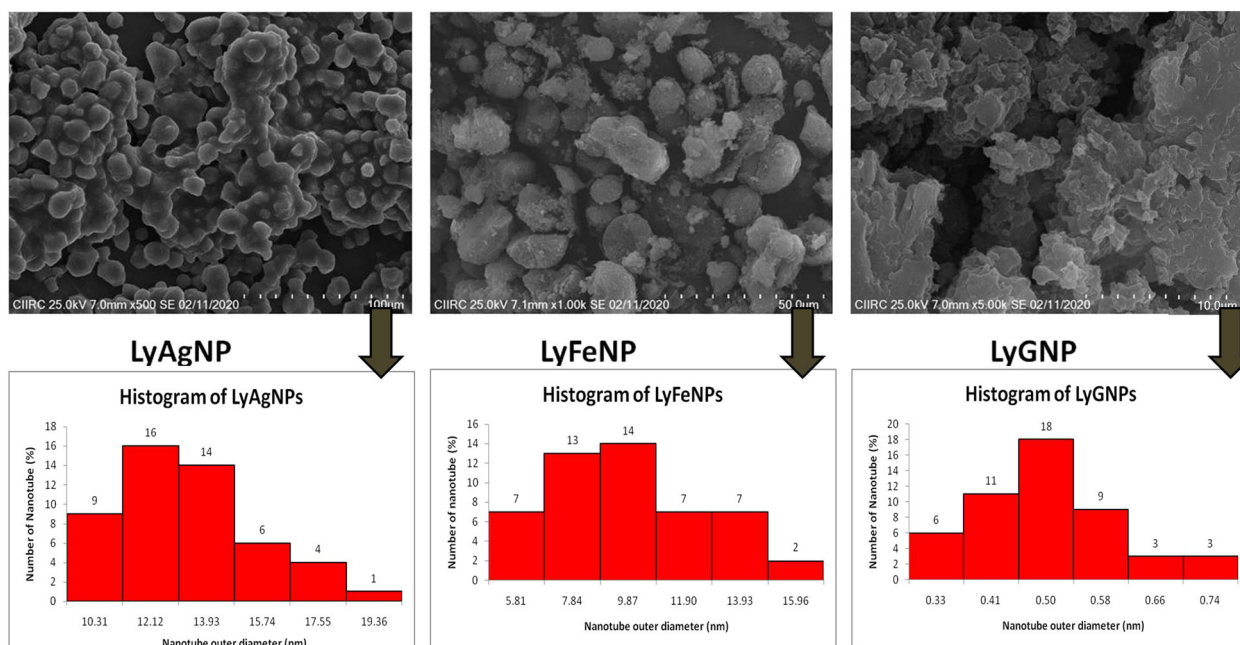 CIIRC 25.0kV 7.0mm x500 SE 02/11/2020
100µm
CIIRC 25.0kV 7.1mm x1.00k SE 02/11/2020
50.0µm
CIIRC 25.0kV 7.0mm x5.00k SE 02/11/2020
10.0µm
LyAgNP
LyFeNP
LyGNP
Histogram of LyAgNPs
Number of Nanotube (%)
18
16
14
12
10
8
6
4
2
0
9
16
14
6
4
1
10.31 12.12 13.93 15.74 17.55 19.36
Nanotube outer diameter (nm)
Histogram of LyFeNPs
Number of nanotube (%)
16
14
12
10
8
6
4
2
0
7
13
14
7
7
2
5.81 7.84 9.87 11.90 13.93 15.96
Nanotube outer diameter (nm)
Histogram of LyGNPs
Number of Nanotube (%)
20
18
16
14
12
10
8
6
4
2
0
6
11
18
9
3
3
0.33 0.41 0.50 0.58 0.66 0.74
Nanotube outer diameter (nm)